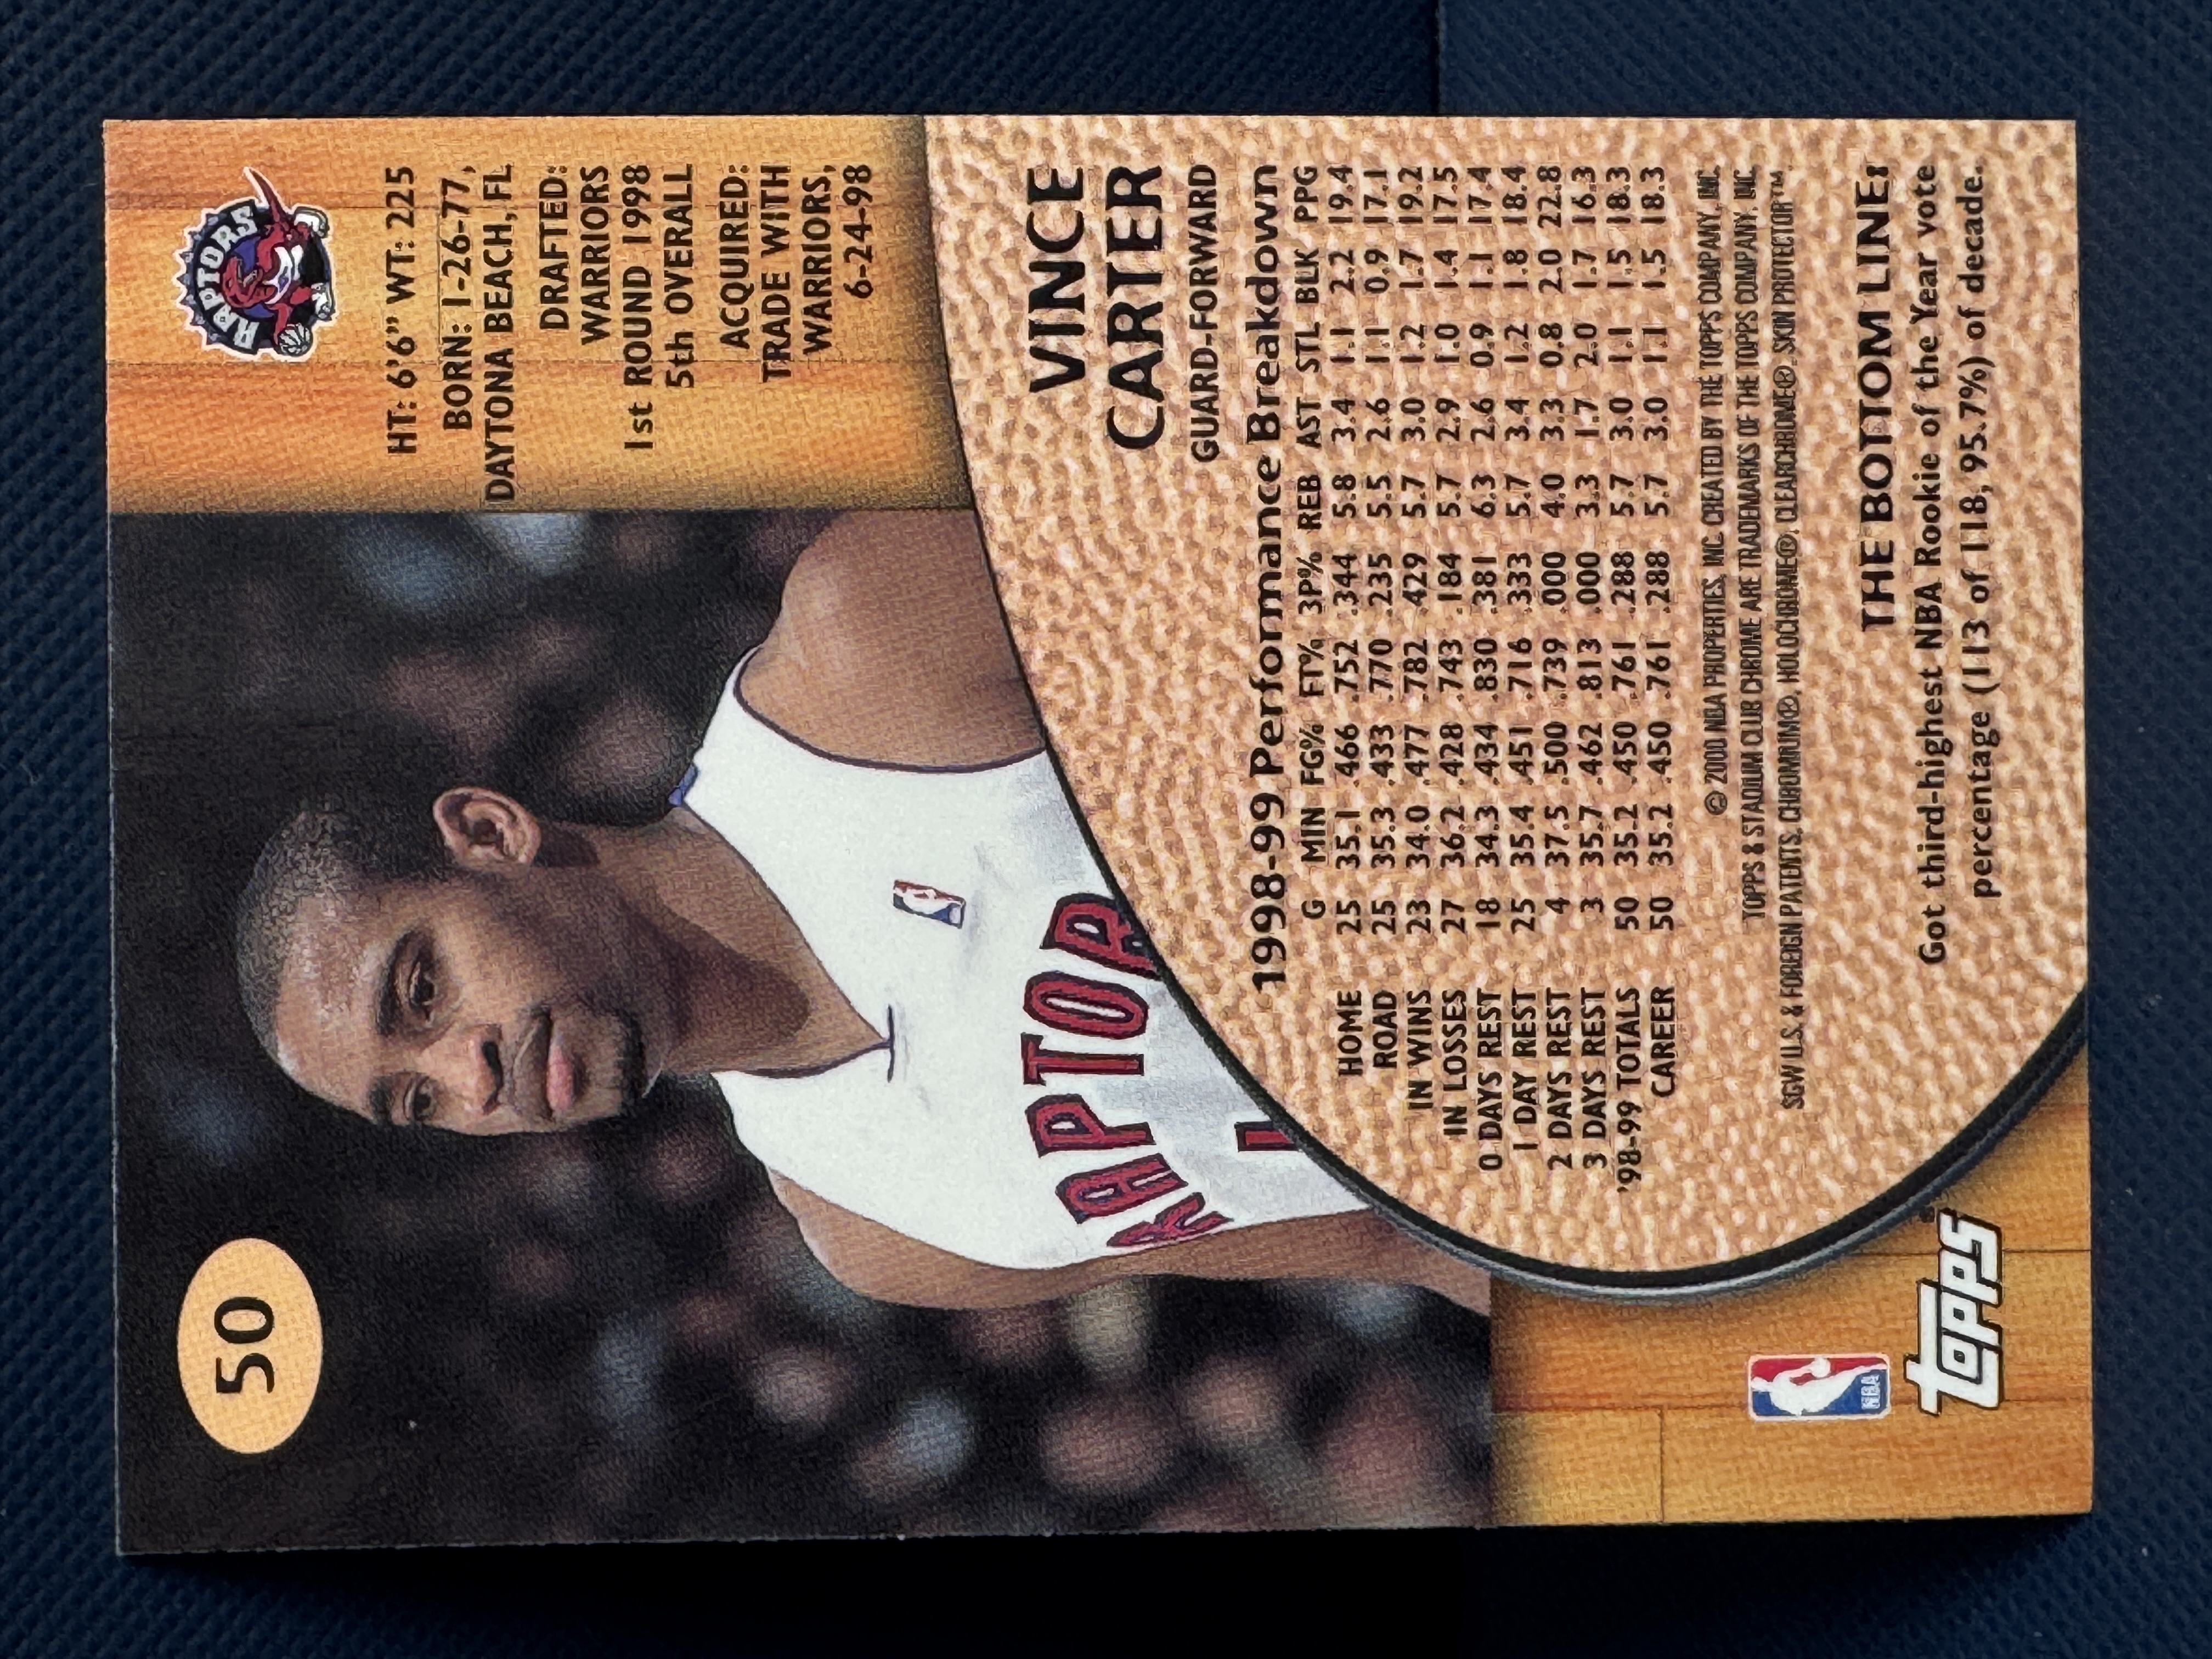 50
RAPTORS
HT: 6'6" WT: 225
BORN: 1-26-77,
DAYTONA BEACH, FL
DRAFTED:
WARRIORS
1st ROUND 1998
5th OVERALL
ACQUIRED:
TRADE WITH
WARRIORS,
6-24-98
RAPTOR
1
VINCE
CARTER
GUARD-FORWARD
1998-99 Performance Breakdown
G MIN FG% FT% 3P% REB AST STL BLK PPG
HOME 25 35.1 .466 .752 .344 5.8 3.4 1.1 2.2 19.4
ROAD 25 35.3 .433 .770 .235 5.5 2.6 1.1 0.9 17.1
IN WINS 23 34.0 .477 .782 .429 5.7 3.0 1.2 1.7 19.2
IN LOSSES 27 36.2 .428 .743 .184 5.7 2.9 1.0 1.4 17.5
0 DAYS REST 18 34.3 .434 .830 .381 6.3 2.6 0.9 1.1 17.4
1 DAY REST 25 35.4 .451 .716 .333 5.7 3.4 1.2 1.8 18.4
2 DAYS REST 4 37.5 .500 .739 .000 4.0 3.3 0.8 2.0 22.8
3 DAYS REST 3 35.7 .462 .813 .000 3.3 1.7 2.0 1.7 16.3
'98-99 TOTALS 50 35.2 .450 .761 .288 5.7 3.0 1.1 1.5 18.3
CAREER 50 35.2 .450 .761 .288 5.7 3.0 1.1 1.5 18.3
© 2000 NBA PROPERTIES, INC. CREATED BY THE TOPPS COMPANY, INC.
TOPPS & STADIUM CLUB CHROME ARE TRADEMARKS OF THE TOPPS COMPANY, INC.
SGW U.S. & FOREIGN PATENTS. CHROMIUM®, HOLOCHROME®, CLEARCHROME®, SKIN PROTECTOR™.
THE BOTTOM LINE:
Got third-highest NBA Rookie of the Year vote
percentage (113 of 118, 95.7%) of decade.
NBA
TOPPS